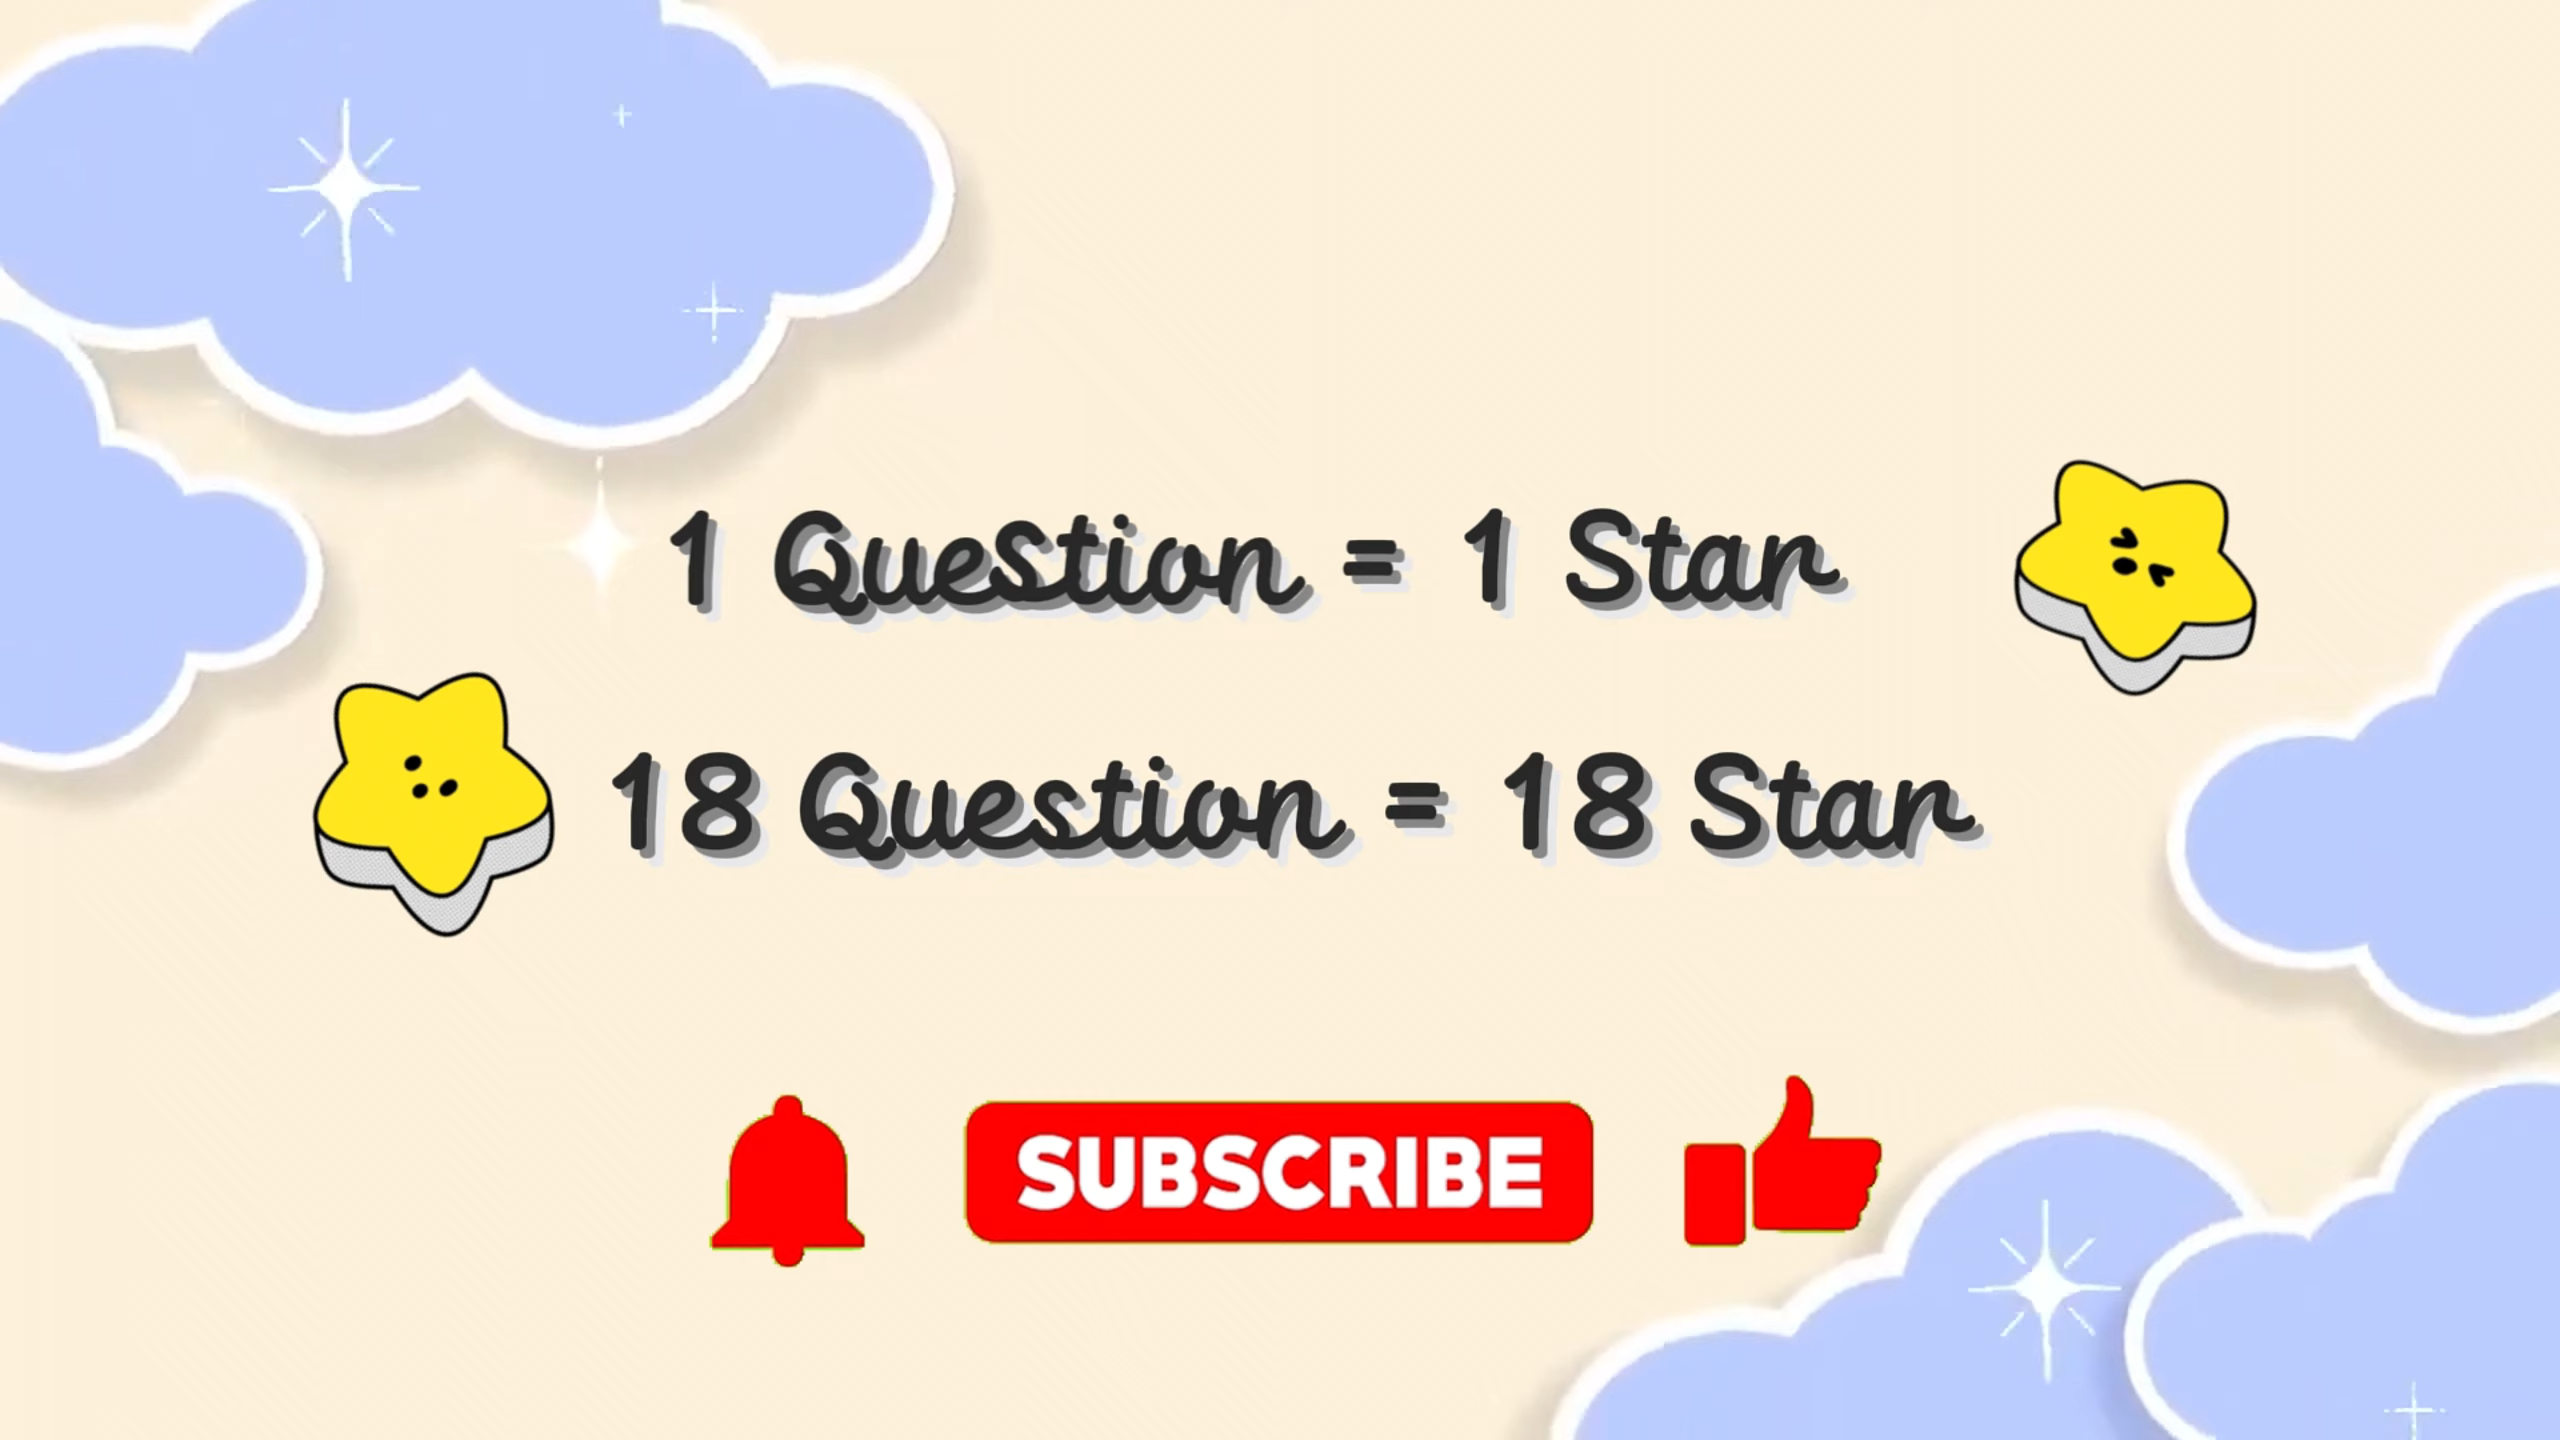 1 Question = 1 Star
18 Question = 18 Star
SUBSCRIBE